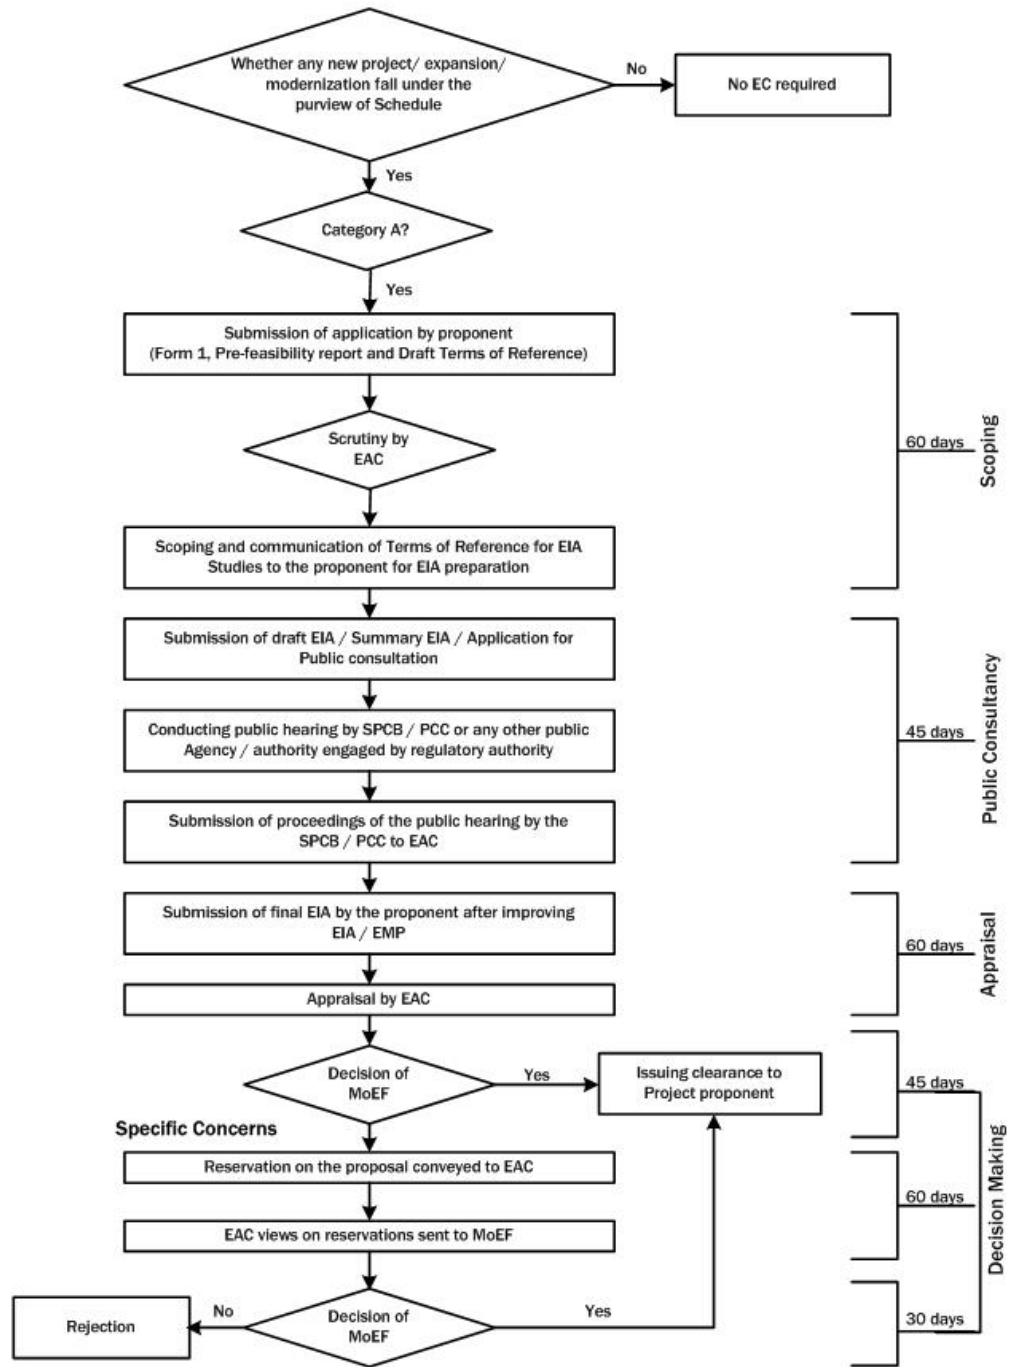 Whether any new project/ expansion/
modernization fall under the
purview of Schedule
No
No EC required
Yes
Category A?
Yes
Submission of application by proponent
(Form 1, Pre-feasibility report and Draft Terms of Reference)
Scrutiny by
EAC
60 days
Scoping
Scoping and communication of Terms of Reference for EIA
Studies to the proponent for EIA preparation
Submission of draft EIA / Summary EIA / Application for
Public consultation
Conducting public hearing by SPCB / PCC or any other public
Agency / authority engaged by regulatory authority
45 days
Public Consultancy
Submission of proceedings of the public hearing by the
SPCB / PCC to EAC
Submission of final EIA by the proponent after improving
EIA / EMP
60 days
Appraisal
Appraisal by EAC
Decision of
MoEF
Yes
Issuing clearance to
Project proponent
45 days
Specific Concerns
Reservation on the proposal conveyed to EAC
60 days
Decision Making
EAC views on reservations sent to MoEF
Decision of
MoEF
No
Rejection
Yes
30 days